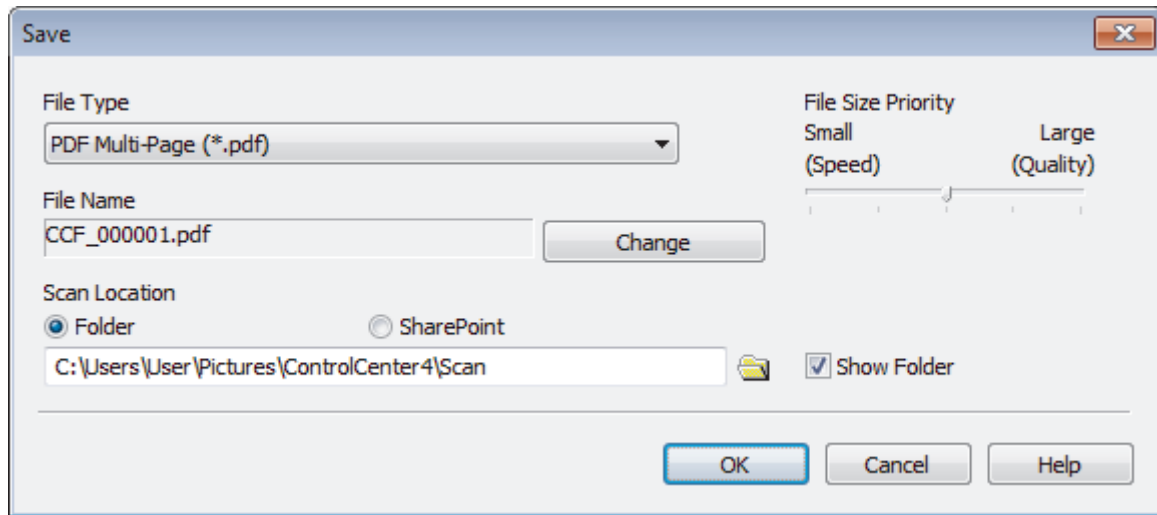 Save
File Type
PDF Multi-Page (*.pdf)
File Name
CCF_000001.pdf
Change
File Size Priority
Small Large
(Speed) (Quality)
Scan Location
Folder SharePoint
C:\Users\User\Pictures\ControlCenter4\Scan
Show Folder
OK Cancel Help